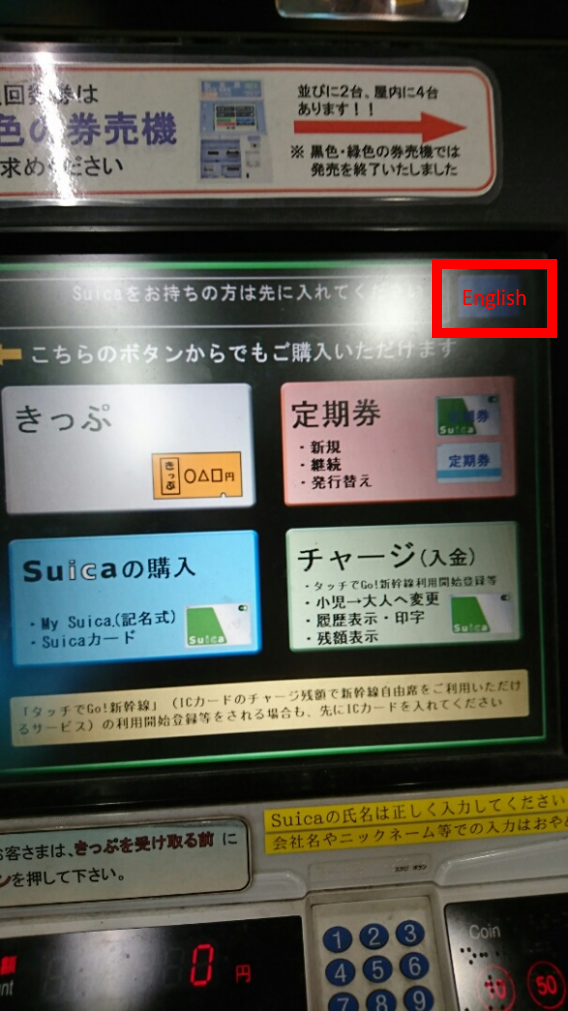 回数券は
色の券売機
求めください
並びに2台、屋内に4台
あります！！
※ 黒色・緑色の券売機では
発売を終了いたしました
Suicaをお持ちの方は先に入れてください
English
こちらのボタンからでもご購入いただけます
きっぷ
きっぷ ○△□円
定期券
・新規
・継続
・発行替え
定期券
Suica
定期券
Suicaの購入
・My Suica(記名式)
・Suicaカード
Suica
チャージ(入金)
・タッチでGo!新幹線利用開始登録等
・小児→大人へ変更
・履歴表示・印字
・残額表示
Suica
「タッチでGo!新幹線」（ICカードのチャージ残額で新幹線自由席をご利用いただけ
るサービス）の利用開始登録等をされる場合も、先にICカードを入れてください
Suicaの氏名は正しく入力してください
会社名やニックネーム等での入力はおや
お客さまは、きっぷを受け取る前 に
ンを押して下さい。
0 円
1 2 3
4 5 6
7 8 9
Coin
10 50